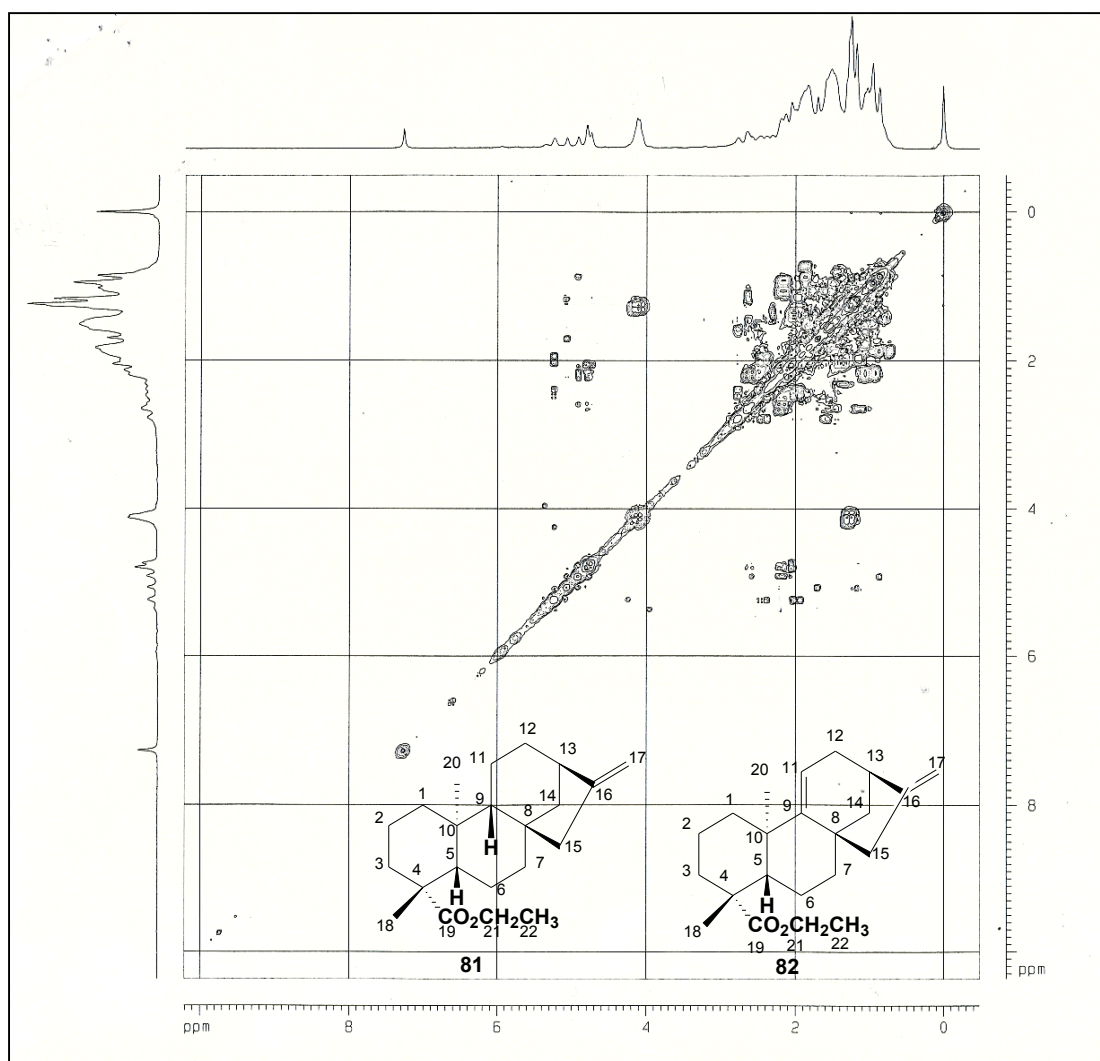 0
2
4
6
8
ppm
ppm 8 6 4 2 0
12
20 11 13 17
1 9 14 16
2 10 8
H 15
3 5 7
4 6
H
18 CO₂CH₂CH₃
19 21 22
81
12
20 11 13 17
1 9 14 16
2 10 8
15
3 5 7
4 H 6
18 CO₂CH₂CH₃
19 21 22
82